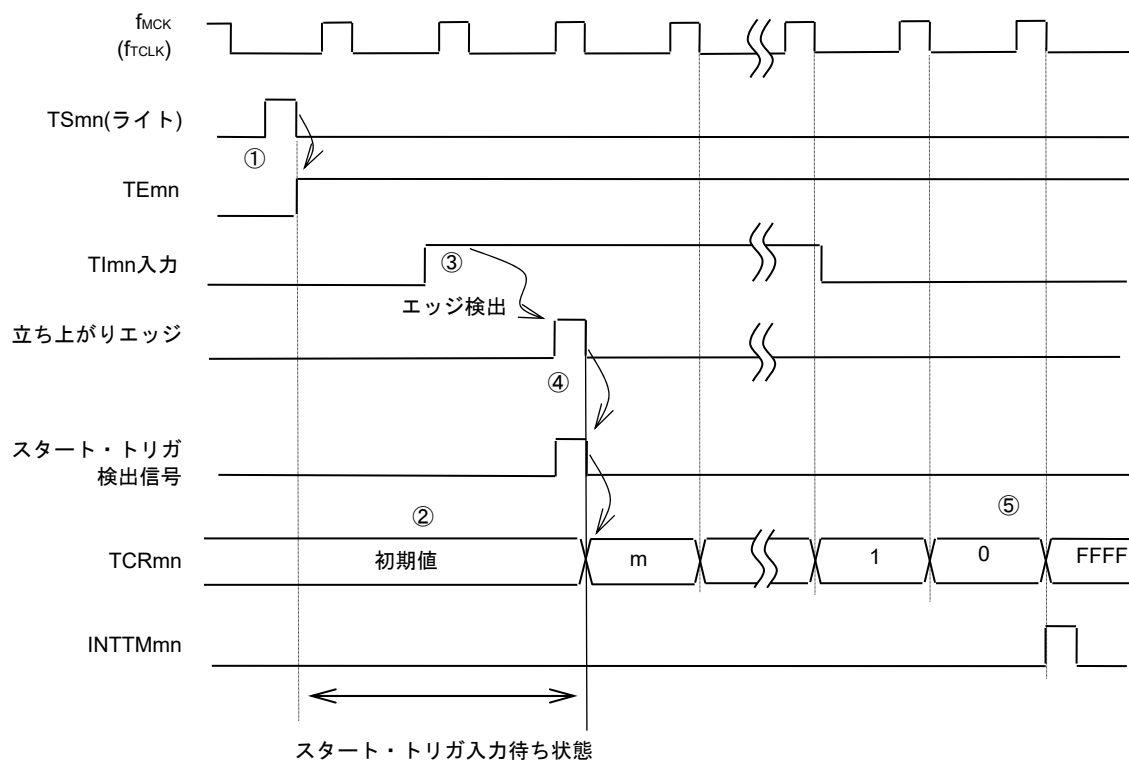 fMCK
(fTCLK)
TSmn(ライト)
①
TEmn
TImn入力
③
エッジ検出
立ち上がりエッジ
④
スタート・トリガ
検出信号
②
⑤
TCRmn
初期値
m
1
0
FFFF
INTTMmn
スタート・トリガ入力待ち状態